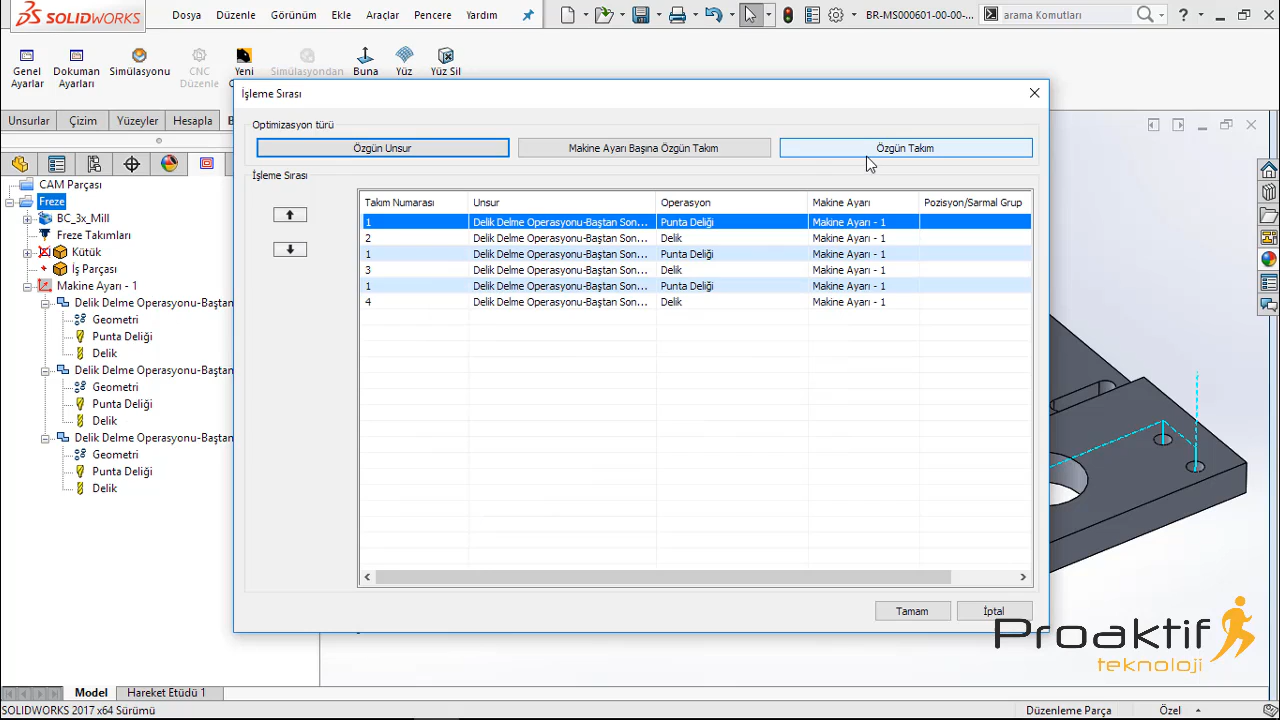 SOLIDWORKS
Dosya Düzenle Görünüm Ekle Araçlar Pencere Yardım
BR-MS000601-00-00-...
arama Komutları
Genel Ayarlar
Dokuman Ayarları
Simülasyonu
CNC Düzenle
Yeni
Simülasyondan
Buna
Yüz
Yüz Sil
Unsurlar Çizim Yüzeyler Hesapla
CAM Parçası
Freze
BC_3x_Mill
Freze Takımları
Kütük
İş Parçası
Makine Ayarı - 1
Delik Delme Operasyonu-Baştan
Geometri
Punta Deliği
Delik
Delik Delme Operasyonu-Baştan
Geometri
Punta Deliği
Delik
Delik Delme Operasyonu-Baştan
Geometri
Punta Deliği
Delik
İşleme Sırası
Optimizasyon türü
Özgün Unsur Makine Ayarı Başına Özgün Takım Özgün Takım
İşleme Sırası
Takım Numarası Unsur Operasyon Makine Ayarı Pozisyon/Sarmal Grup
1 Delik Delme Operasyonu-Baştan Son... Punta Deliği Makine Ayarı - 1
2 Delik Delme Operasyonu-Baştan Son... Delik Makine Ayarı - 1
1 Delik Delme Operasyonu-Baştan Son... Punta Deliği Makine Ayarı - 1
3 Delik Delme Operasyonu-Baştan Son... Delik Makine Ayarı - 1
1 Delik Delme Operasyonu-Baştan Son... Punta Deliği Makine Ayarı - 1
4 Delik Delme Operasyonu-Baştan Son... Delik Makine Ayarı - 1
Tamam İptal
Proaktif
teknoloji
Model Hareket Etüdü 1
SOLIDWORKS 2017 x64 Sürümü
Düzenleme Parça Özel